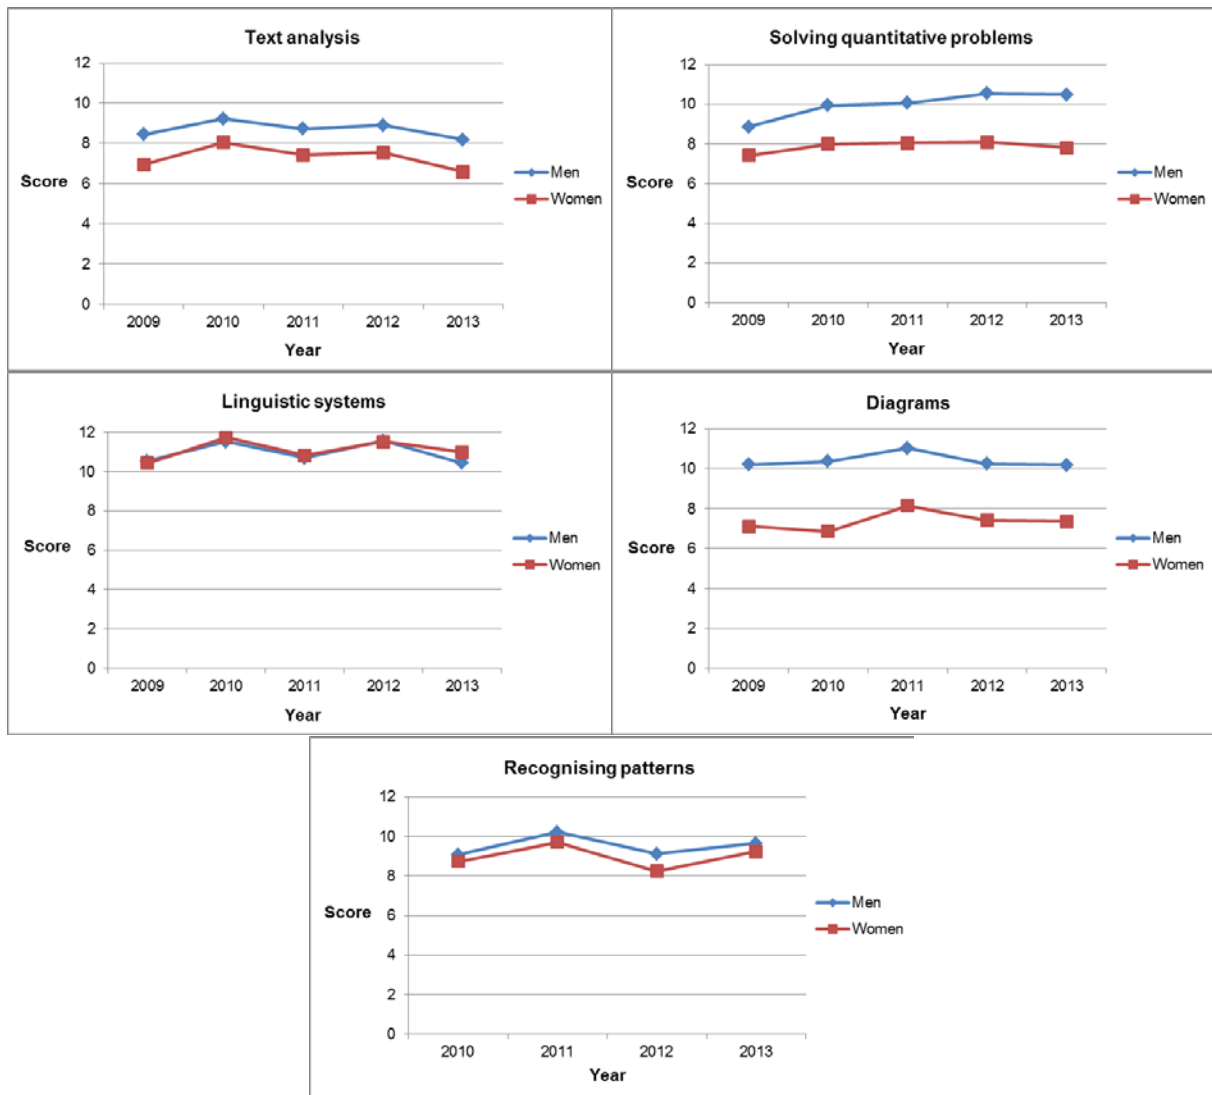 Text analysis
12
10
8
6
4
2
0
Score
2009 2010 2011 2012 2013
Year
Men
Women
Solving quantitative problems
12
10
8
6
4
2
0
Score
2009 2010 2011 2012 2013
Year
Men
Women
Linguistic systems
12
10
8
6
4
2
0
Score
2009 2010 2011 2012 2013
Year
Men
Women
Diagrams
12
10
8
6
4
2
0
Score
2009 2010 2011 2012 2013
Year
Men
Women
Recognising patterns
12
10
8
6
4
2
0
Score
2010 2011 2012 2013
Year
Men
Women